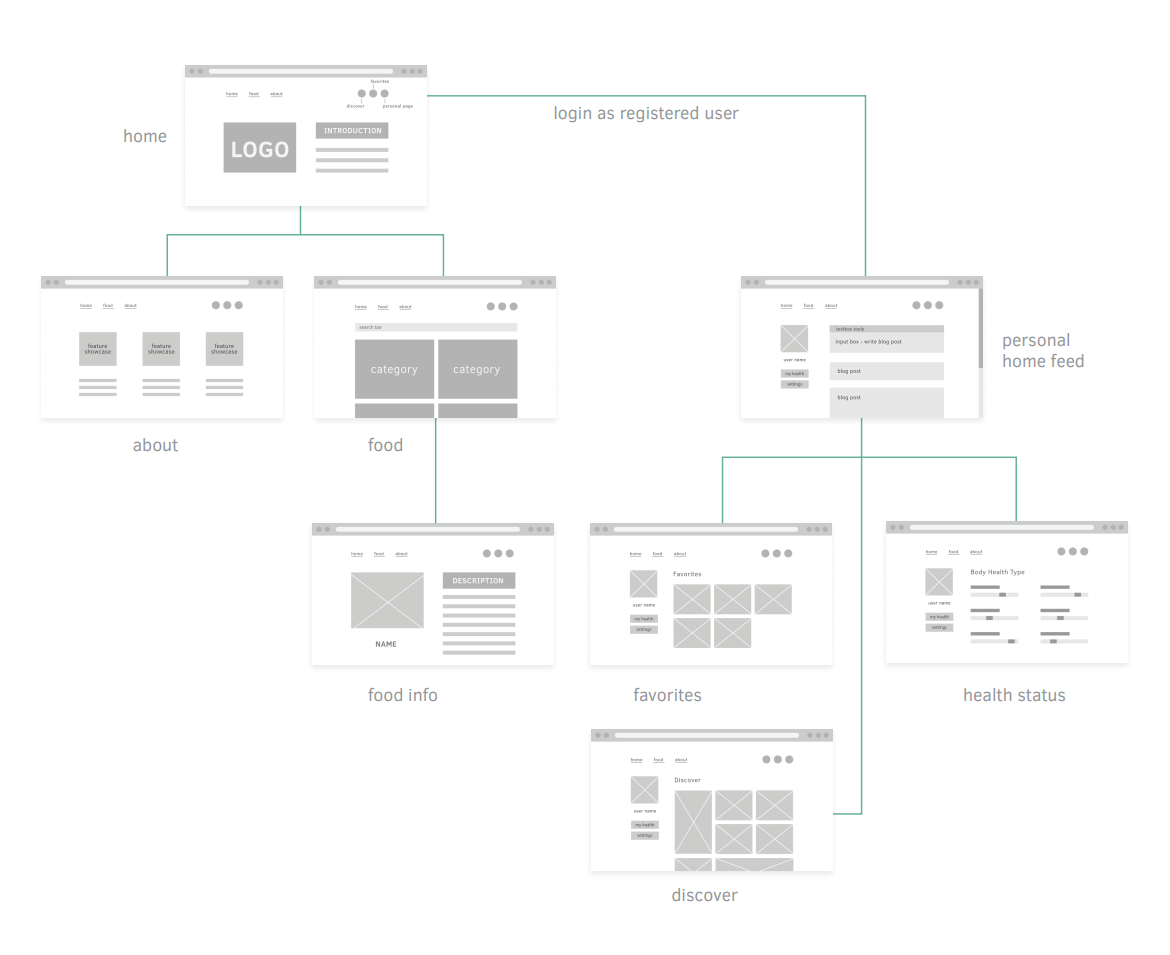 favorites
home food about
discover personal page
login as registered user
home
INTRODUCTION
LOGO
home food about
feature showcase
feature showcase
feature showcase
about
home food about
search bar
category category
food
home food about
textbox tools
input box - write blog post
user name
my health
settings
blog post
blog post
personal
home feed
home food about
DESCRIPTION
NAME
food info
home food about
Favorites
user name
my health
settings
favorites
home food about
Body Health Type
user name
my health
settings
health status
home food about
Discover
user name
my health
settings
discover